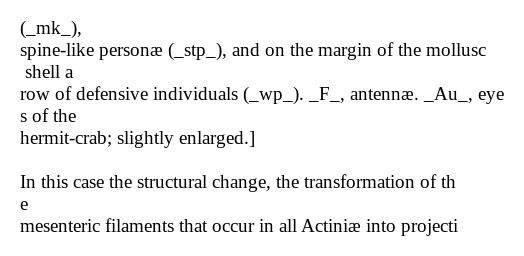 (_mk_),
spine-like personæ (_stp_), and on the margin of the mollusc
 shell a
row of defensive individuals (_wp_). _F_, antennæ. _Au_, eye
s of the
hermit-crab; slightly enlarged.]

In this case the structural change, the transformation of th
e
mesenteric filaments that occur in all Actiniæ into projecti